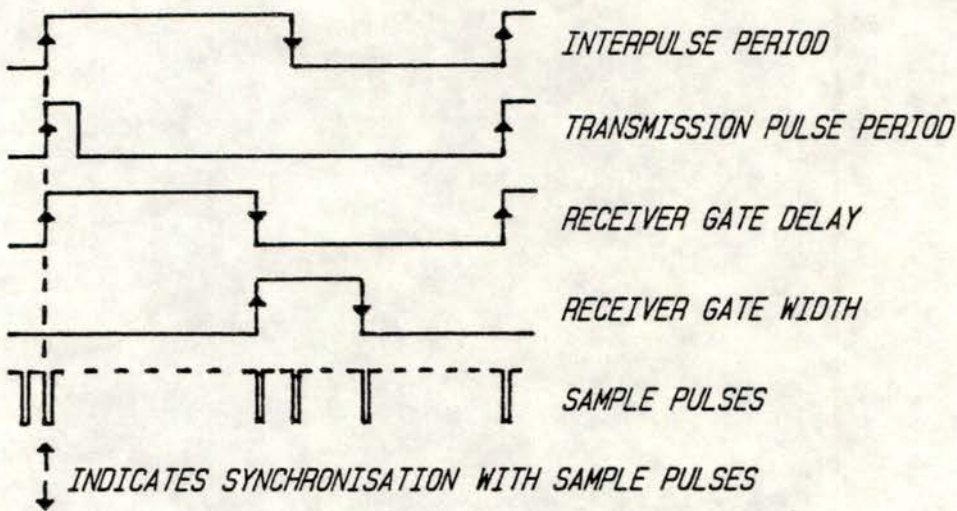 INTERPULSE PERIOD
TRANSMISSION PULSE PERIOD
RECEIVER GATE DELAY
RECEIVER GATE WIDTH
SAMPLE PULSES
INDICATES SYNCHRONISATION WITH SAMPLE PULSES